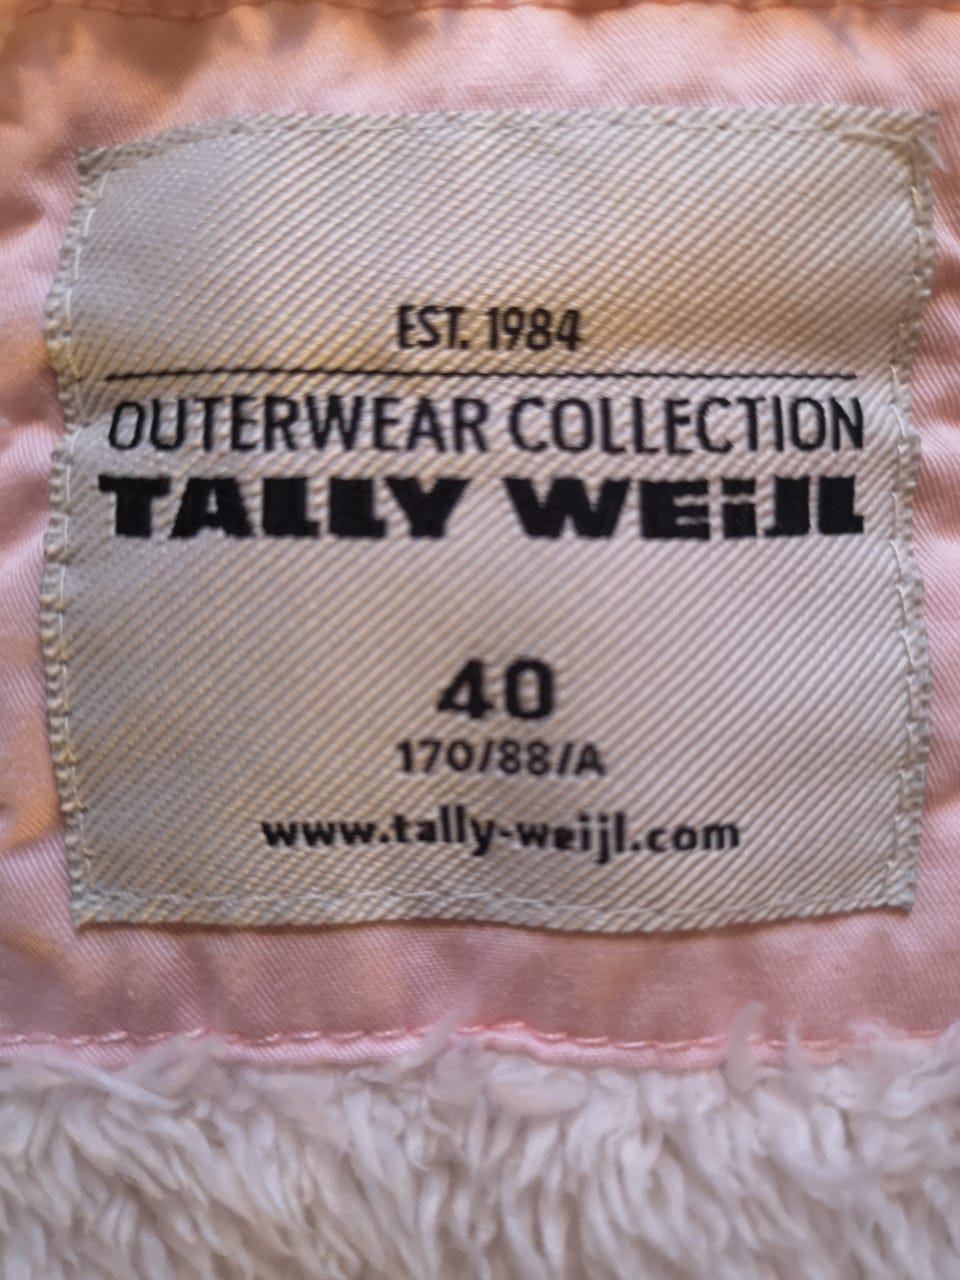 EST. 1984
OUTERWEAR COLLECTION
TALLY WEiJL
40
170/88/A
www.tally-weijl.com